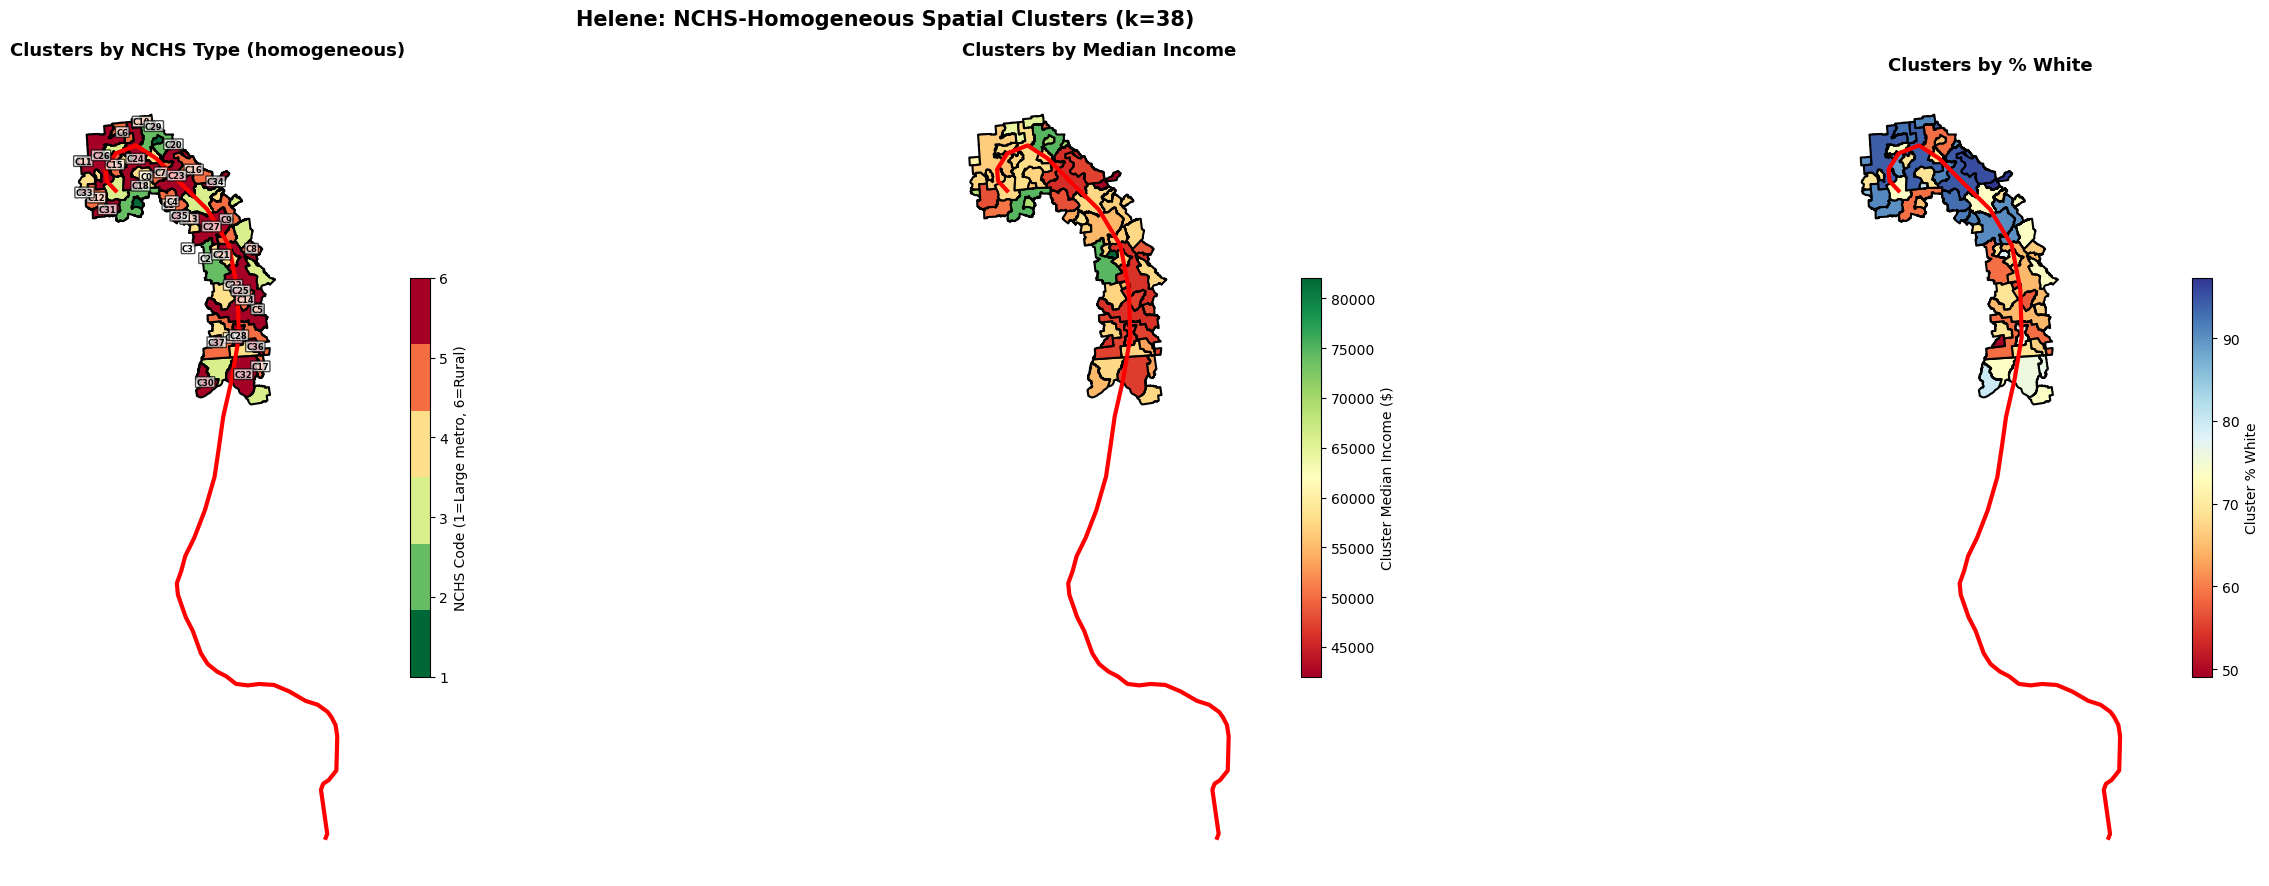 Helene: NCHS-Homogeneous Spatial Clusters (k=38)
Clusters by NCHS Type (homogeneous)
C6
C29
C20
C11
C26
C15
C24
C7
C23
C16
C34
C0
C18
C33
C12
C31
C4
C35
C9
C27
C3
C2
C21
C8
C25
C14
C5
C28
C37
C36
C17
C32
C30
6
5
4
3
2
1
NCHS Code (1=Large metro, 6=Rural)
Clusters by Median Income
80000
75000
70000
65000
60000
55000
50000
45000
Cluster Median Income ($)
Clusters by % White
90
80
70
60
50
Cluster % White